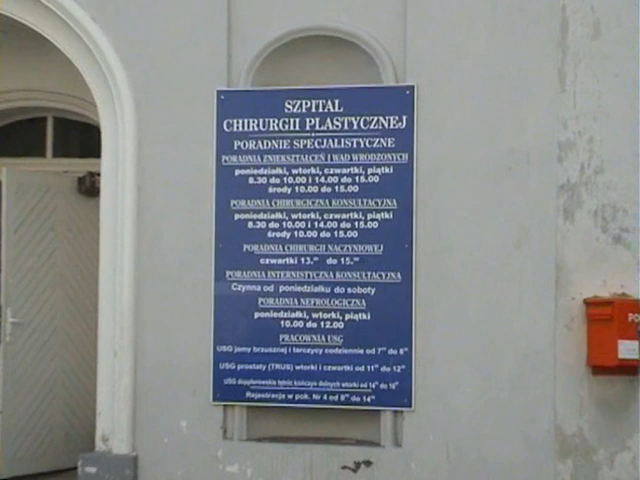 SZPITAL
CHIRURGII PLASTYCZNEJ
PORADNIE SPECJALISTYCZNE
PORADNIA ZNIEKSZTAŁCEŃ I WAD WRODZONYCH
poniedziałki, wtorki, czwartki, piątki
8.30 do 10.00 i 14.00 do 15.00
środy 10.00 do 15.00
PORADNIA CHIRURGICZNA KONSULTACYJNA
poniedziałki, wtorki, czwartki, piątki
8.30 do 10.00 i 14.00 do 15.00
środy 10.00 do 15.00
PORADNIA CHIRURGII NACZYNIOWEJ
czwartki 13.°° do 15.°°
PORADNIA INTERNISTYCZNA KONSULTACYJNA
Czynna od poniedziałku do soboty
PORADNIA NEFROLOGICZNA
poniedziałki, wtorki, piątki
10.00 do 12.00
PRACOWNIA USG
USG jamy brzusznej i tarczycy codziennie od 7 do 8
USG prostaty (TRUS) wtorki i czwartki od 11 do 12
USG dopplerowskie tętnic kończyn dolnych wtorki od 14 do
Rejestracja w pok. Nr 4 od 8 do 14
PO